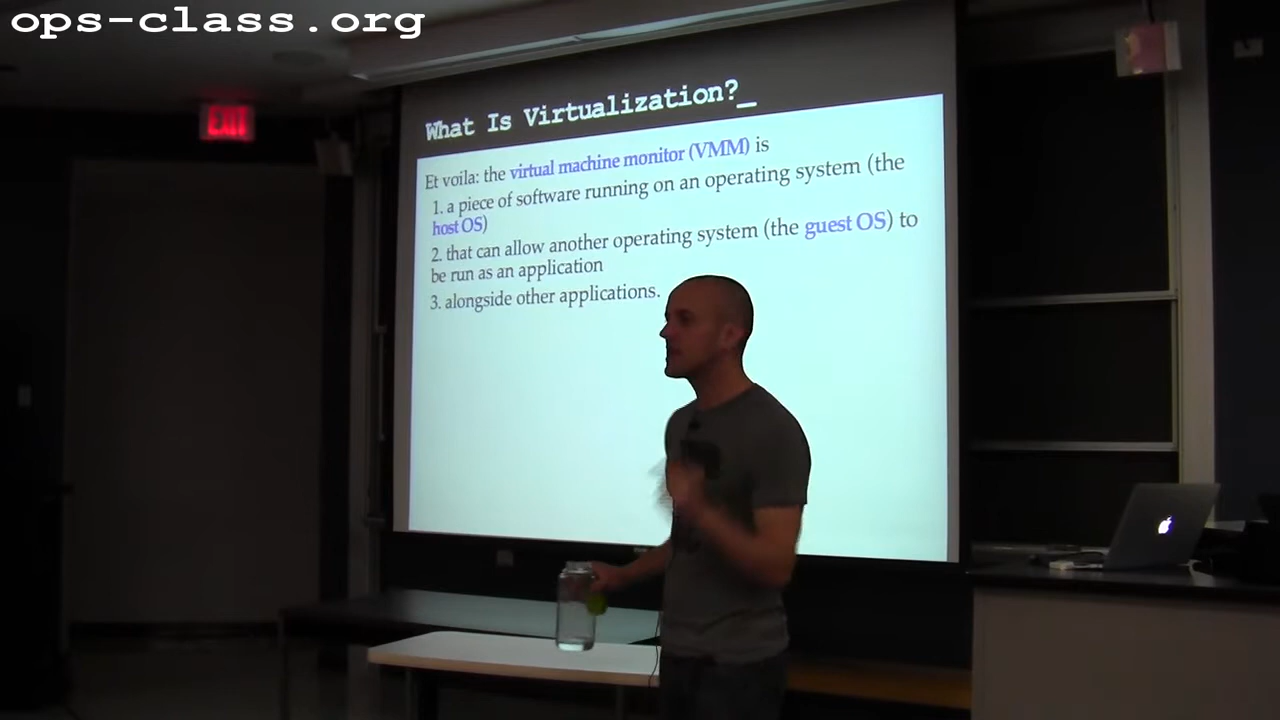 ops-class.org
EXIT
What Is Virtualization?_
Et voila: the virtual machine monitor (VMM) is
1. a piece of software running on an operating system (the
host OS)
2. that can allow another operating system (the guest OS) to
be run as an application
3. alongside other applications.